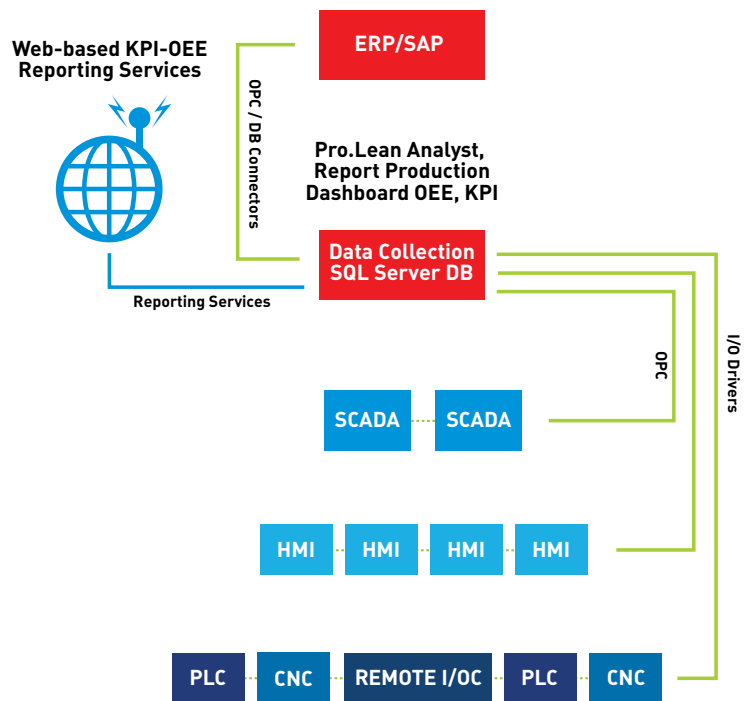 Web-based KPI-OEE
Reporting Services
ERP/SAP
OPC / DB Connectors
Pro.Lean Analyst,
Report Production
Dashboard OEE, KPI
Data Collection
SQL Server DB
Reporting Services
I/O Drivers
OPC
SCADA SCADA
HMI HMI HMI HMI
PLC CNC REMOTE I/OC PLC CNC